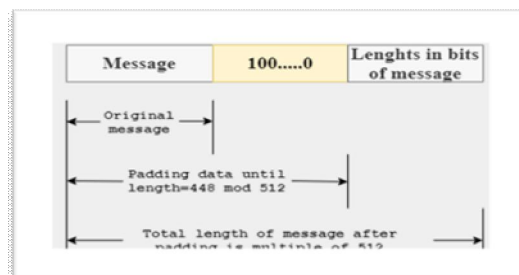 Message
100.....0
Lenghts in bits
of message
Original
message
Padding data until
length=448 mod 512
Total length of message after
padding is multiple of 512